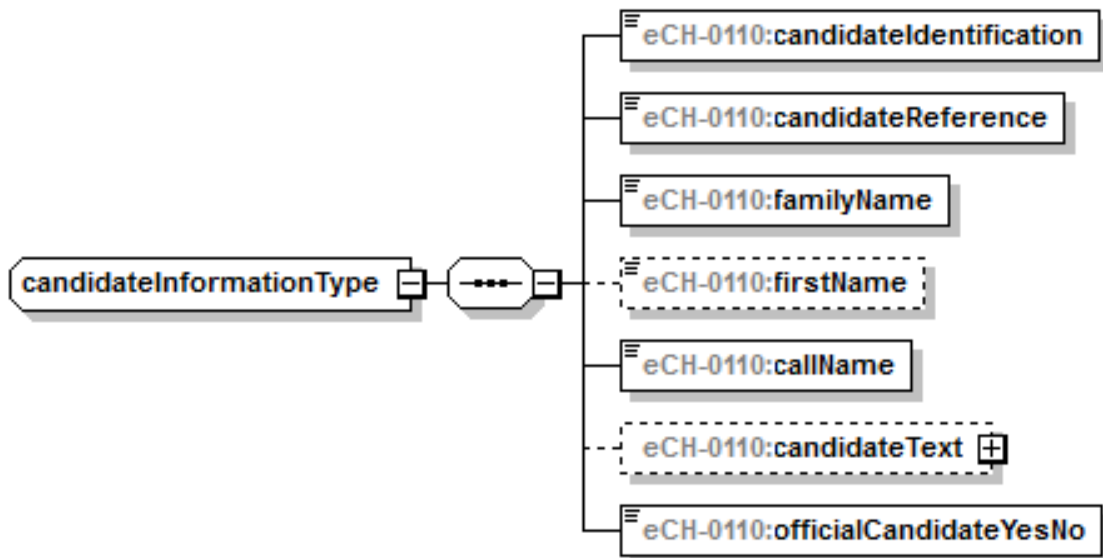 eCH-0110:candidateIdentification
eCH-0110:candidateReference
eCH-0110:familyName
candidateInformationType
eCH-0110:firstName
eCH-0110:callName
eCH-0110:candidateText
eCH-0110:officialCandidateYesNo